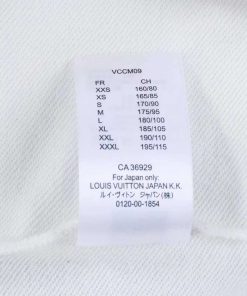 VCCM09
FR CH
XXS 160/80
XS 165/85
S 170/90
M 175/95
L 180/100
XL 185/105
XXL 190/110
XXXL 195/115
CA 36929
For Japan only:
LOUIS VUITTON JAPAN K.K.
ルイ・ヴィトン ジャパン(株)
0120-00-1854